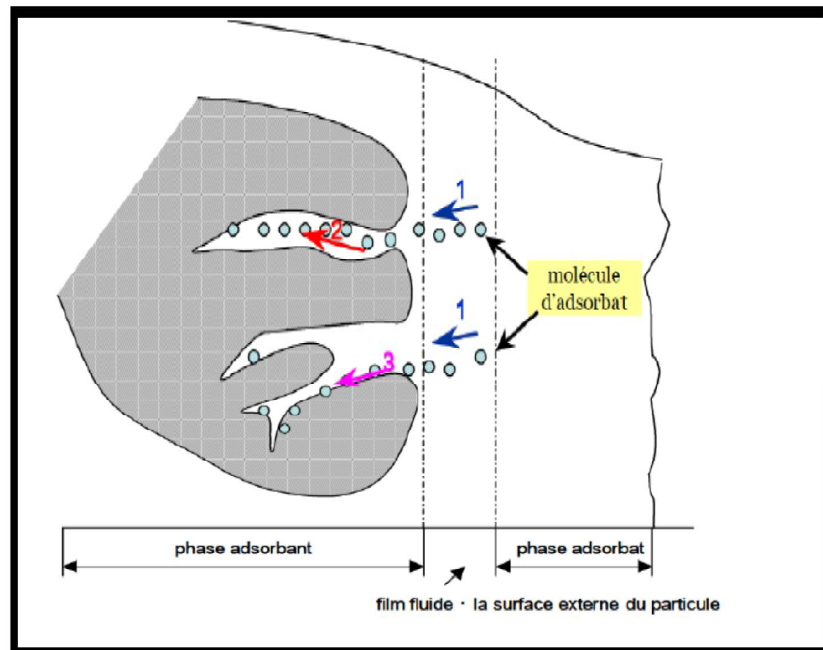 1
2
molécule
d'adsorbat
1
3
phase adsorbant
phase adsorbat
film fluide · la surface externe du particule